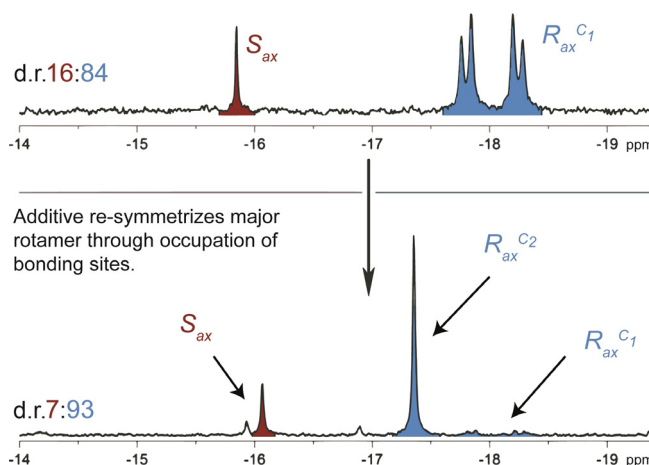 S_ax
R_ax^C1
d.r.16:84
-14 -15 -16 -17 -18 -19 ppm
Additive re-symmetrizes major
rotamer through occupation of
bonding sites.
R_ax^C2
S_ax
R_ax^C1
d.r.7:93
-14 -15 -16 -17 -18 -19 ppm